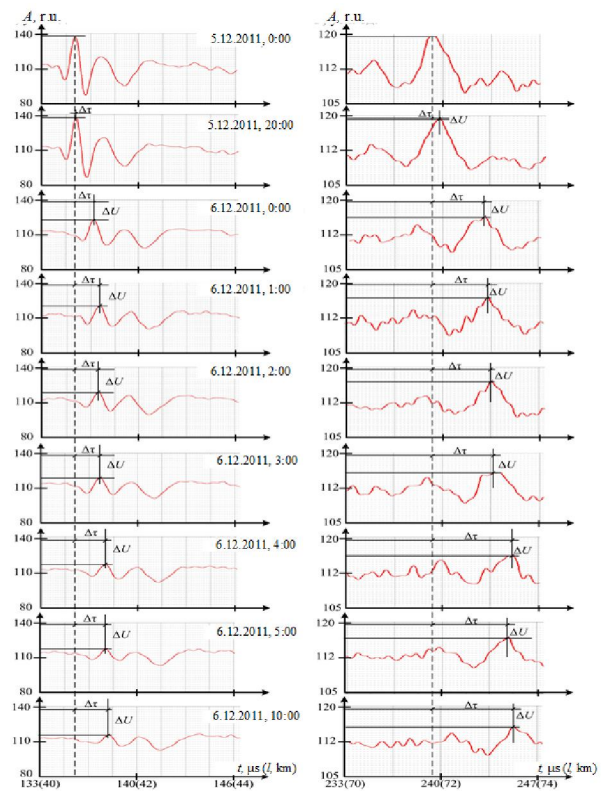 A, r.u.
140
110
80
5.12.2011, 0:00
A, r.u.
120
112
105
140
110
80
Δτ
5.12.2011, 20:00
120
112
105
Δτ
ΔU
140
110
80
Δτ
ΔU
6.12.2011, 0:00
120
112
105
Δτ
ΔU
140
110
80
Δτ
ΔU
6.12.2011, 1:00
120
112
105
Δτ
ΔU
140
110
80
Δτ
ΔU
6.12.2011, 2:00
120
112
105
Δτ
ΔU
140
110
80
Δτ
ΔU
6.12.2011, 3:00
120
112
105
Δτ
ΔU
140
110
80
Δτ
ΔU
6.12.2011, 4:00
120
112
105
Δτ
ΔU
140
110
80
Δτ
ΔU
6.12.2011, 5:00
120
112
105
Δτ
ΔU
140
110
80
Δτ
ΔU
6.12.2011, 10:00
133(40) 140(42) 146(44)
t, μs (l, km)
120
112
105
Δτ
ΔU
233(70) 240(72) 247(74)
t, μs (l, km)